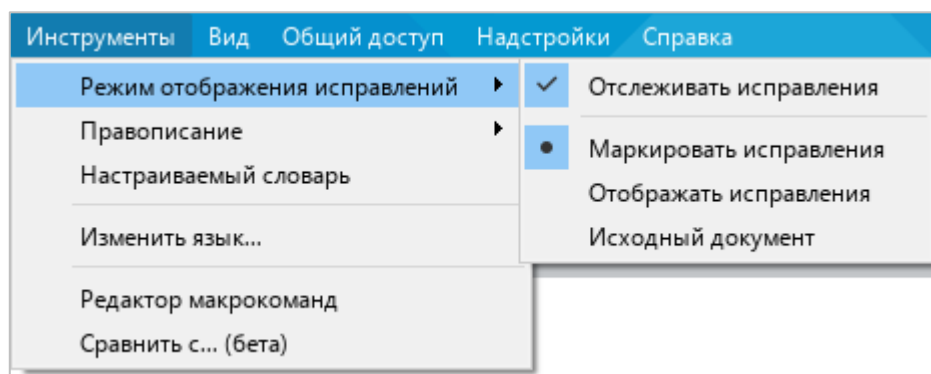 Инструменты Вид Общий доступ Надстройки Справка
Режим отображения исправлений
Правописание
Настраиваемый словарь
Изменить язык...
Редактор макрокоманд
Сравнить с... (бета)
Отслеживать исправления
Маркировать исправления
Отображать исправления
Исходный документ